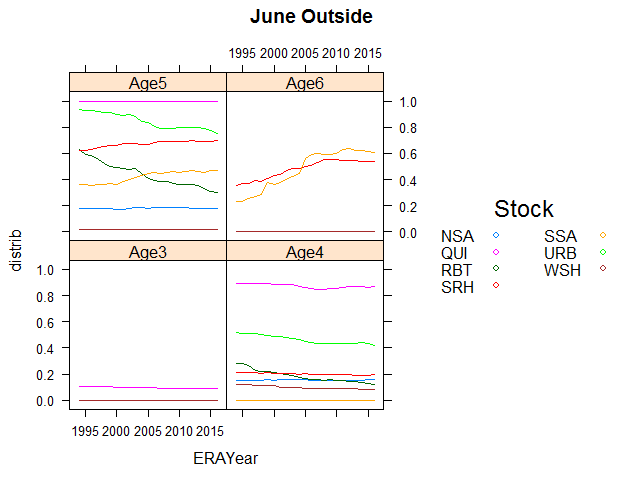 June Outside
1995 2000 2005 2010 2015
Age5 Age6
1.0
0.8
0.6
0.4
0.2
0.0
distrib
Age3 Age4
1.0
0.8
0.6
0.4
0.2
0.0
1995 2000 2005 2010 2015
ERAYear
Stock
NSA
QUI
RBT
SRH
SSA
URB
WSH